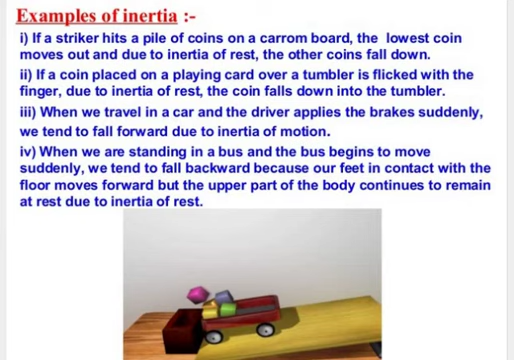 Examples of inertia :-
i) If a striker hits a pile of coins on a carrom board, the lowest coin
moves out and due to inertia of rest, the other coins fall down.
ii) If a coin placed on a playing card over a tumbler is flicked with the
finger, due to inertia of rest, the coin falls down into the tumbler.
iii) When we travel in a car and the driver applies the brakes suddenly,
we tend to fall forward due to inertia of motion.
iv) When we are standing in a bus and the bus begins to move
suddenly, we tend to fall backward because our feet in contact with the
floor moves forward but the upper part of the body continues to remain
at rest due to inertia of rest.